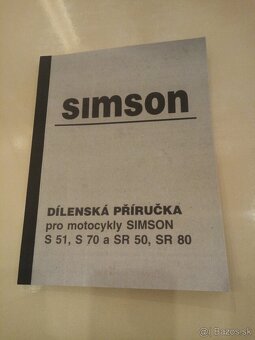 simson
DÍLENSKÁ PŘÍRUČKA
pro motocykly SIMSON
S 51, S 70 a SR 50, SR 80
Bazos.sk